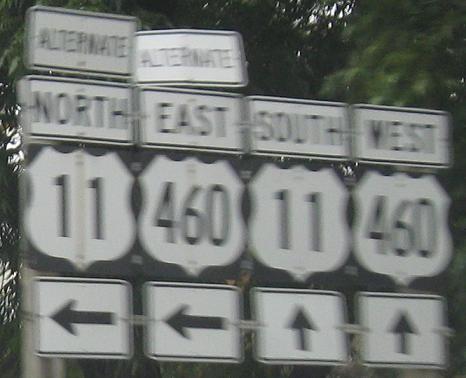 ALTERNATE ALTERNATE
NORTH EAST SOUTH WEST
11 460 11 460